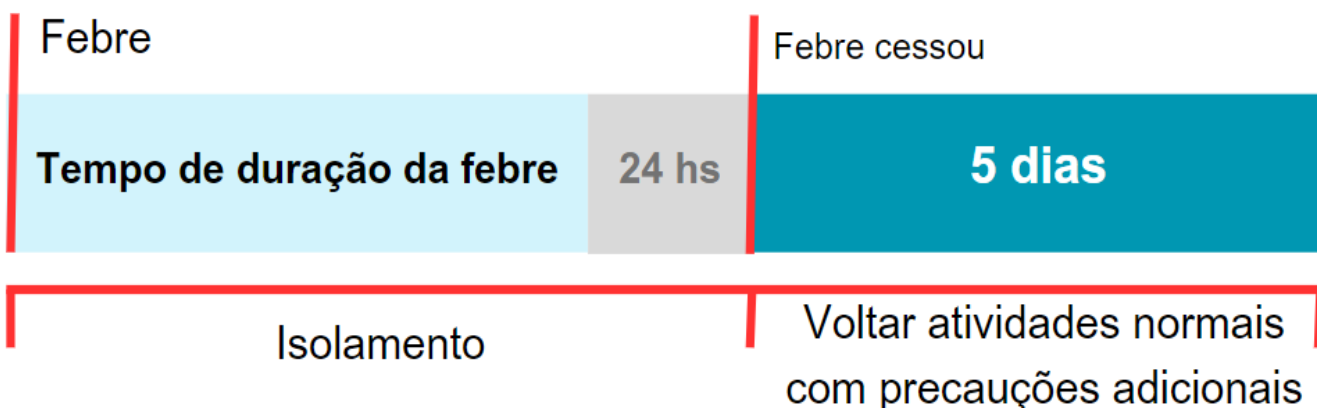 Febre
Febre cessou
Tempo de duração da febre
24 hs
5 dias
Isolamento
Voltar atividades normais
com precauções adicionais